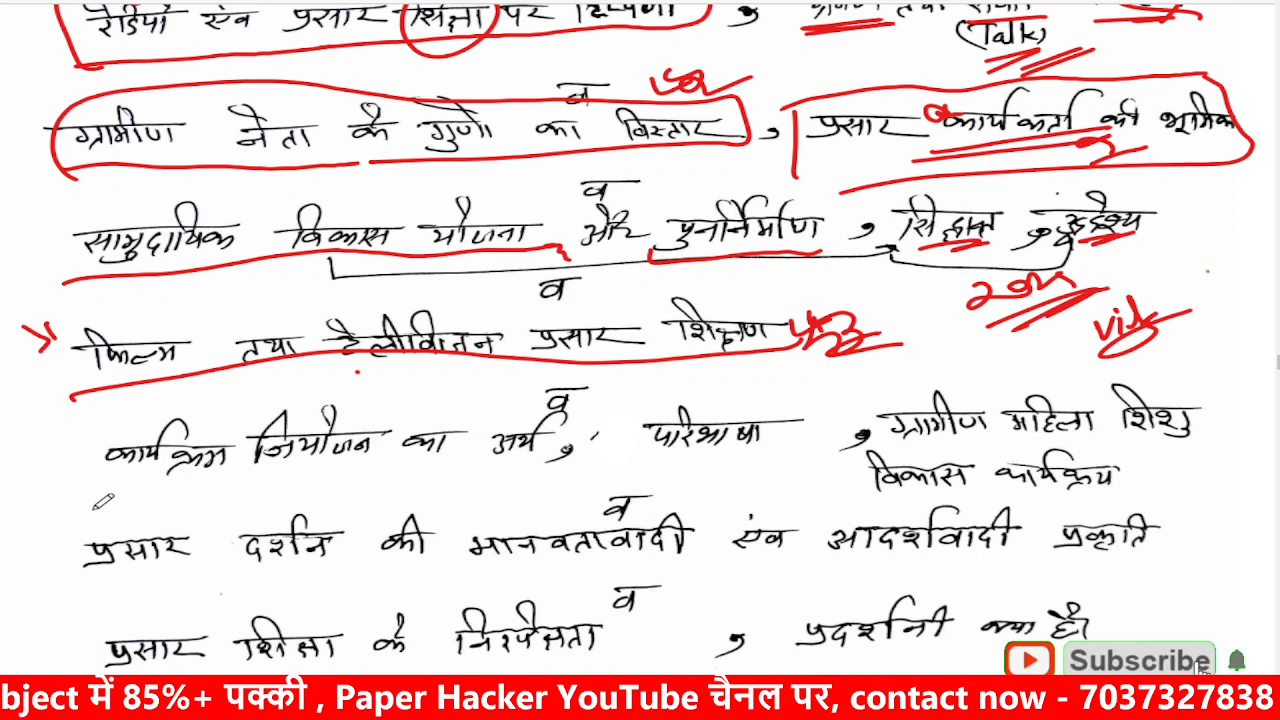 रेडियो एंव प्रसार शिक्षा पर टिप्पणी , तथा
(Talk)
व
ग्रामीण नेता के गुणो का विस्तार , प्रसार कार्यकर्ता की भूमिक
व
सामुदायिक विकास योजना और पुनर्निर्माण , सिद्धान्त , उद्देश्य
व
फिल्म तथा टेलीविजन प्रसार शिक्षण
व
कार्यक्रम नियोजन का अर्थ , परिभाषा , ग्रामीण महिला शिशु
विकास कार्यक्रम
व
प्रसार दर्शन की मानवतावादी एंव आदर्शवादी प्रकृति
व
प्रसार शिक्षा के निरपेक्षता , प्रदर्शनी क्या है।
Subscribe
bject में 85%+ पक्की , Paper Hacker YouTube चैनल पर, contact now - 7037327838